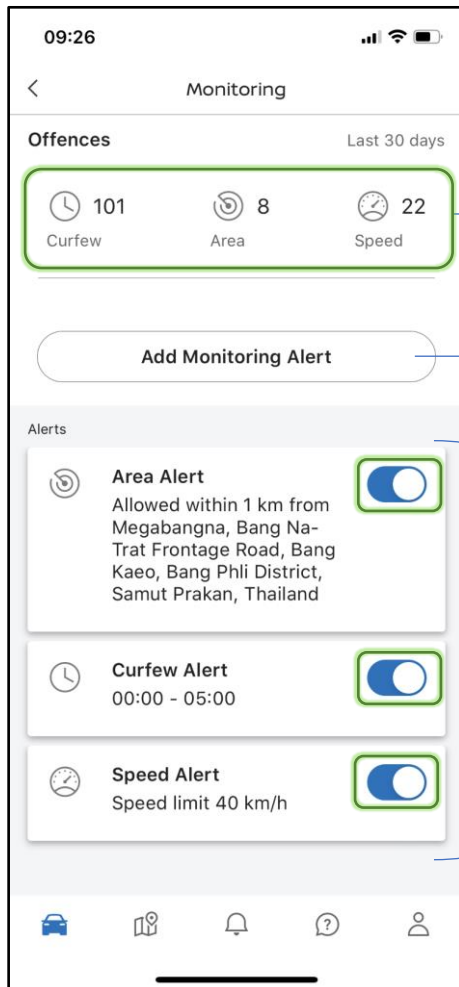 09:26
Monitoring
Offences Last 30 days
101 8 22
Curfew Area Speed
Add Monitoring Alert
Alerts
Area Alert
Allowed within 1 km from
Megabangna, Bang Na-
Trat Frontage Road, Bang
Kaeo, Bang Phli District,
Samut Prakan, Thailand
Curfew Alert
00:00 - 05:00
Speed Alert
Speed limit 40 km/h